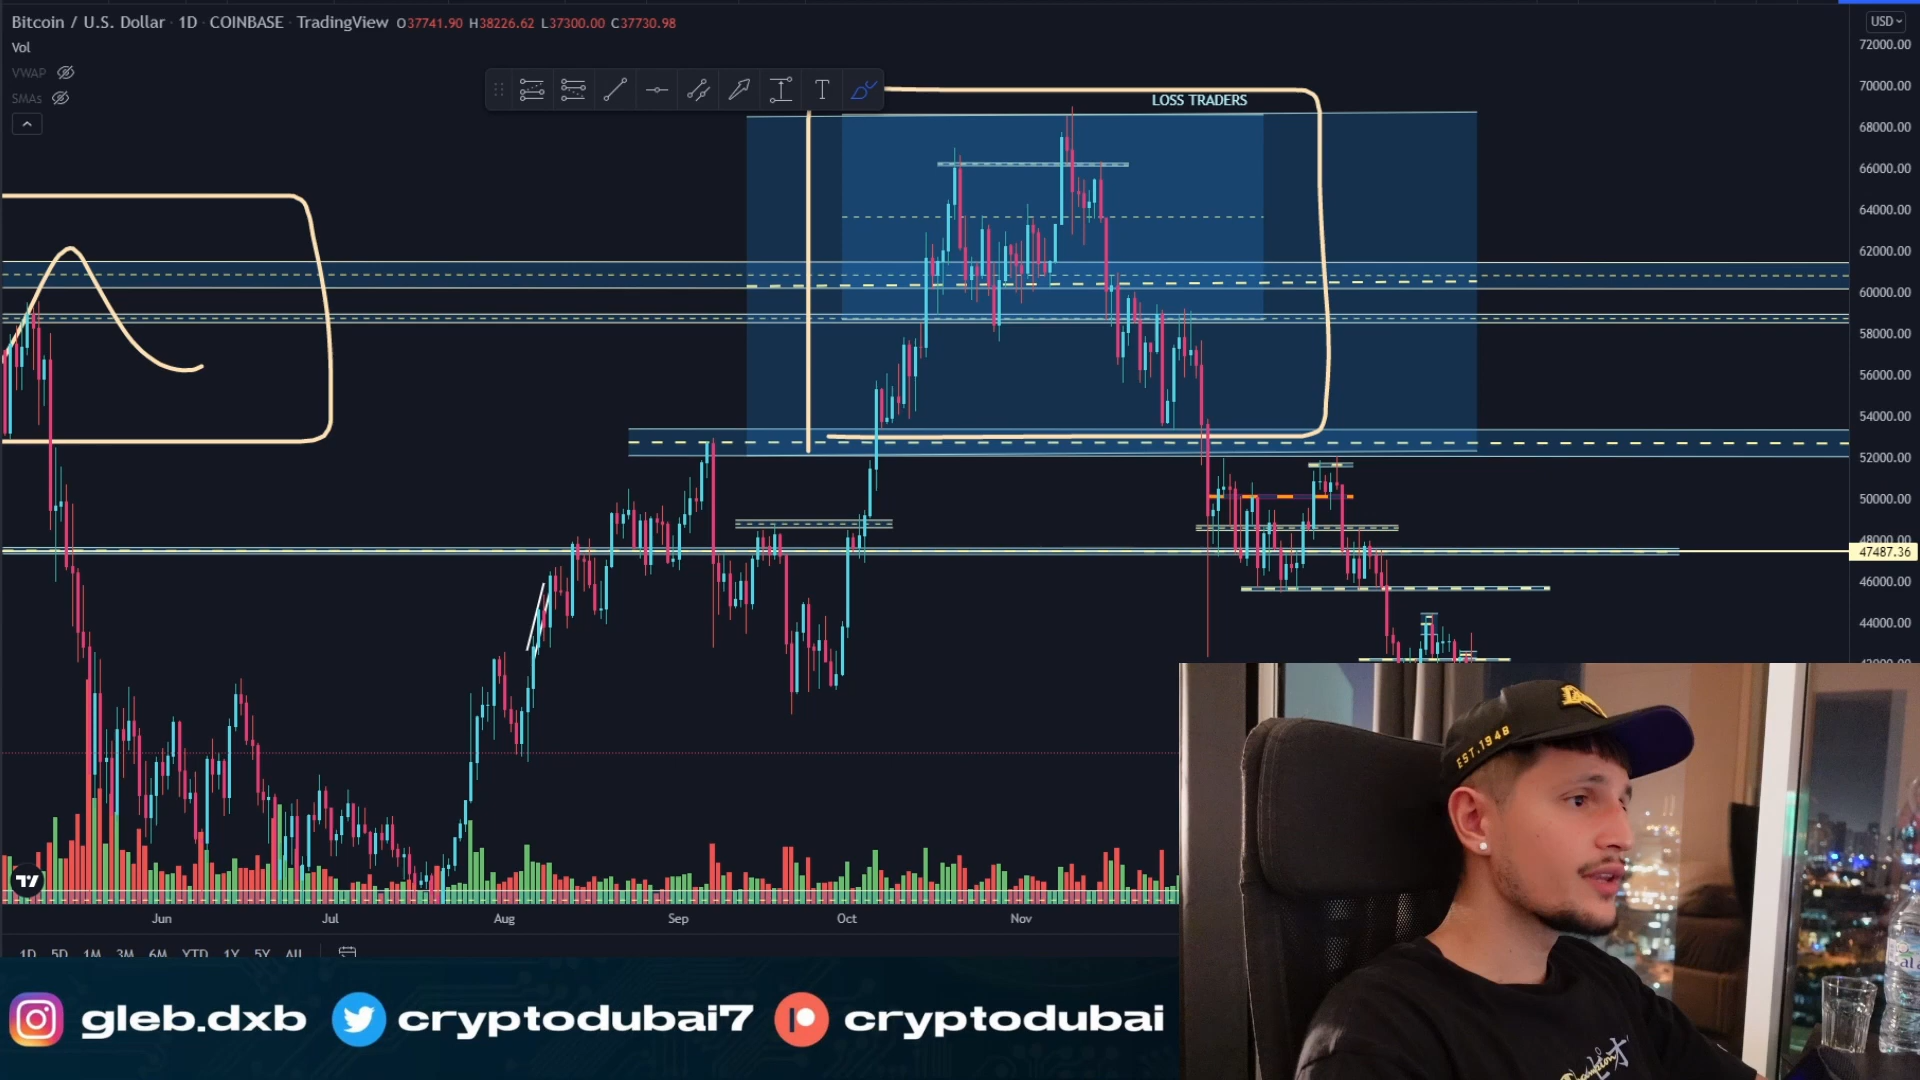 Bitcoin / U.S. Dollar · 1D · COINBASE · TradingView O37741.90 H38226.62 L37300.00 C37730.98
Vol
VWAP
SMAs
T
LOSS TRADERS
USD
72000.00
70000.00
68000.00
66000.00
64000.00
62000.00
60000.00
58000.00
56000.00
54000.00
52000.00
50000.00
48000.00
47487.36
46000.00
44000.00
42000.00
Jun Jul Aug Sep Oct Nov
1D 5D 1M 3M 6M YTD 1Y 5Y All
EST.1948
gleb.dxb cryptodubai7 cryptodubai